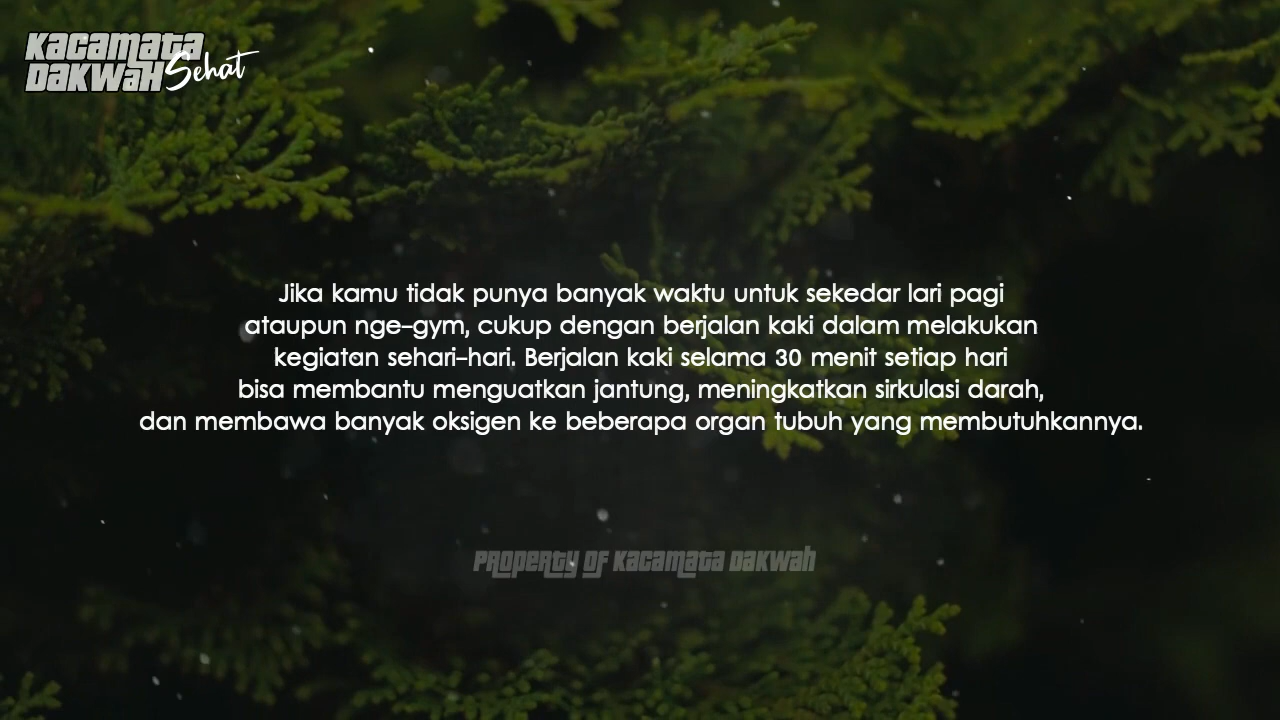 Kacamata
Dakwah Sehat
Jika kamu tidak punya banyak waktu untuk sekedar lari pagi
ataupun nge-gym, cukup dengan berjalan kaki dalam melakukan
kegiatan sehari-hari. Berjalan kaki selama 30 menit setiap hari
bisa membantu menguatkan jantung, meningkatkan sirkulasi darah,
dan membawa banyak oksigen ke beberapa organ tubuh yang membutuhkannya.
Property of Kacamata Dakwah